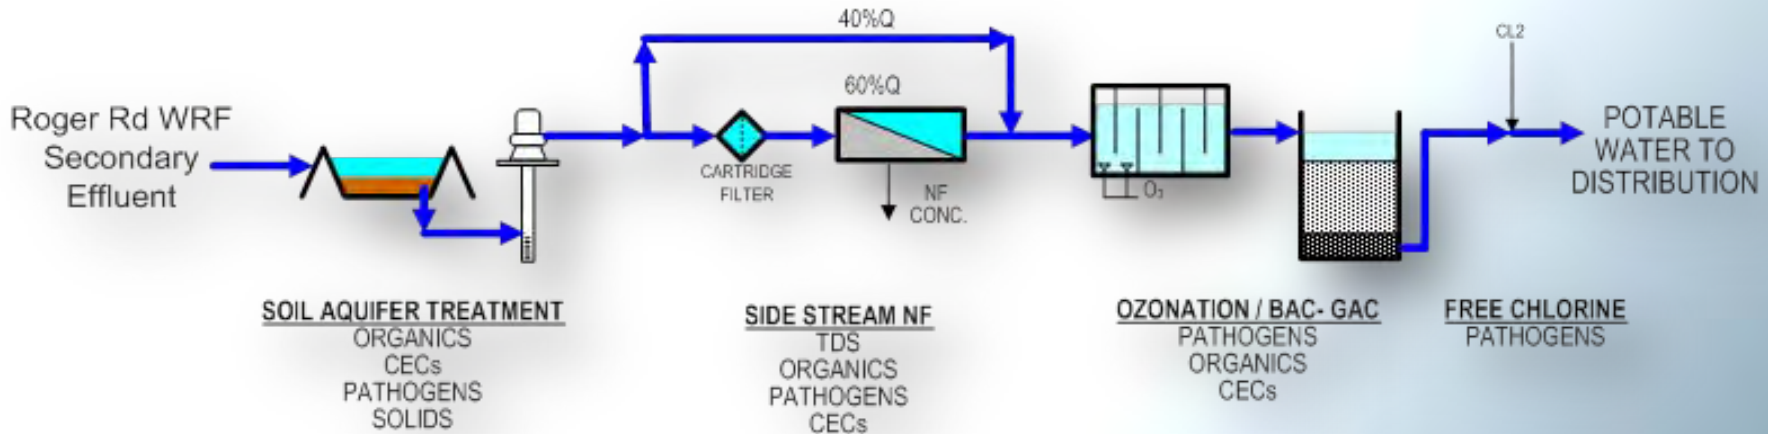 Roger Rd WRF
Secondary
Effluent
40%Q
60%Q
CARTRIDGE
FILTER
NF
CONC.
O₃
CL2
POTABLE
WATER TO
DISTRIBUTION
SOIL AQUIFER TREATMENT
ORGANICS
CECs
PATHOGENS
SOLIDS
SIDE STREAM NF
TDS
ORGANICS
PATHOGENS
CECs
OZONATION / BAC- GAC
PATHOGENS
ORGANICS
CECs
FREE CHLORINE
PATHOGENS